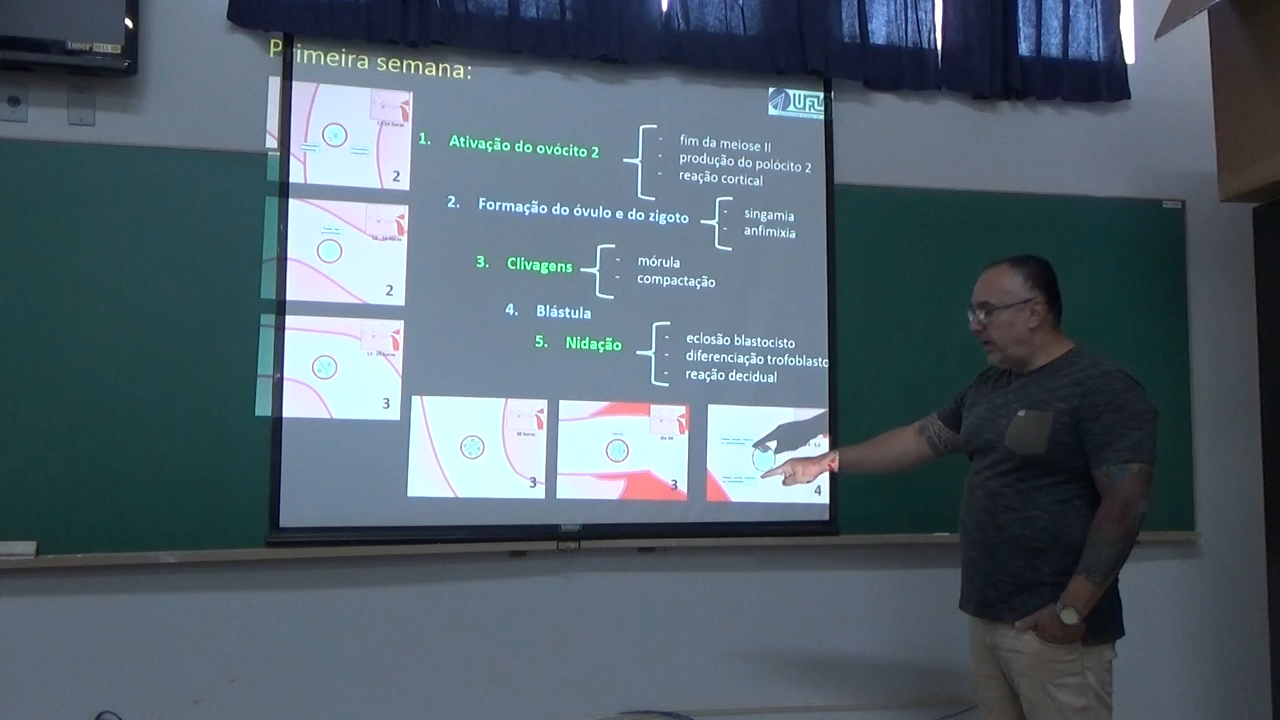 Primeira semana:
UFLA
1. Ativação do ovócito 2
- fim da meiose II
- produção do polócito 2
- reação cortical
2. Formação do óvulo e do zigoto
- singamia
- anfimixia
3. Clivagens
- mórula
- compactação
4. Blástula
5. Nidação
- eclosão blastocisto
- diferenciação trofoblasto
- reação decidual
2
2
3
3
3
4